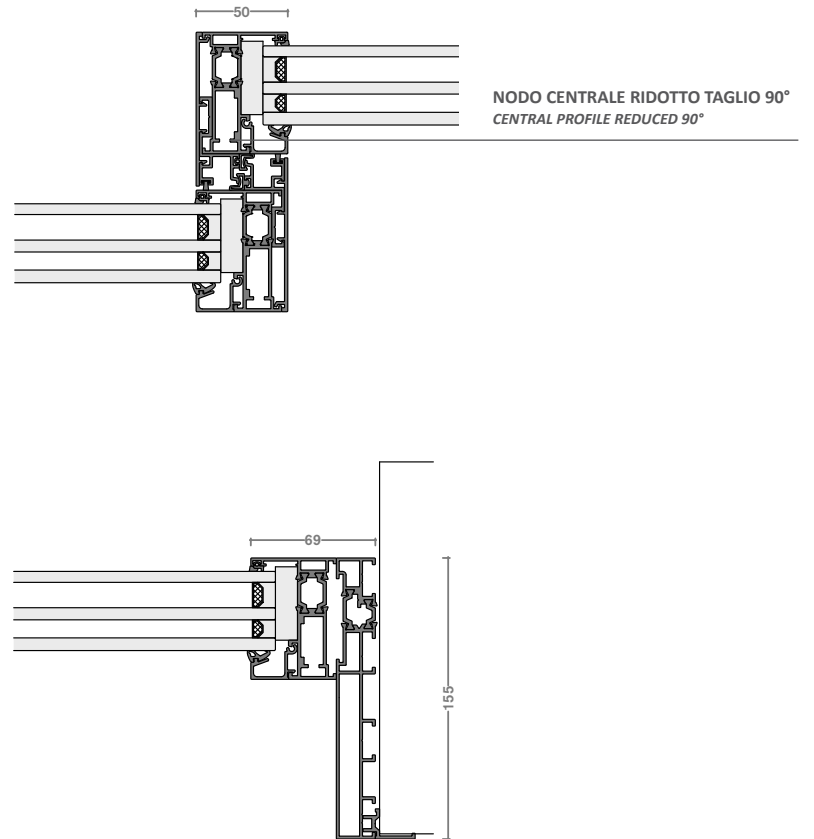 50
NODO CENTRALE RIDOTTO TAGLIO 90°
CENTRAL PROFILE REDUCED 90°
69
155